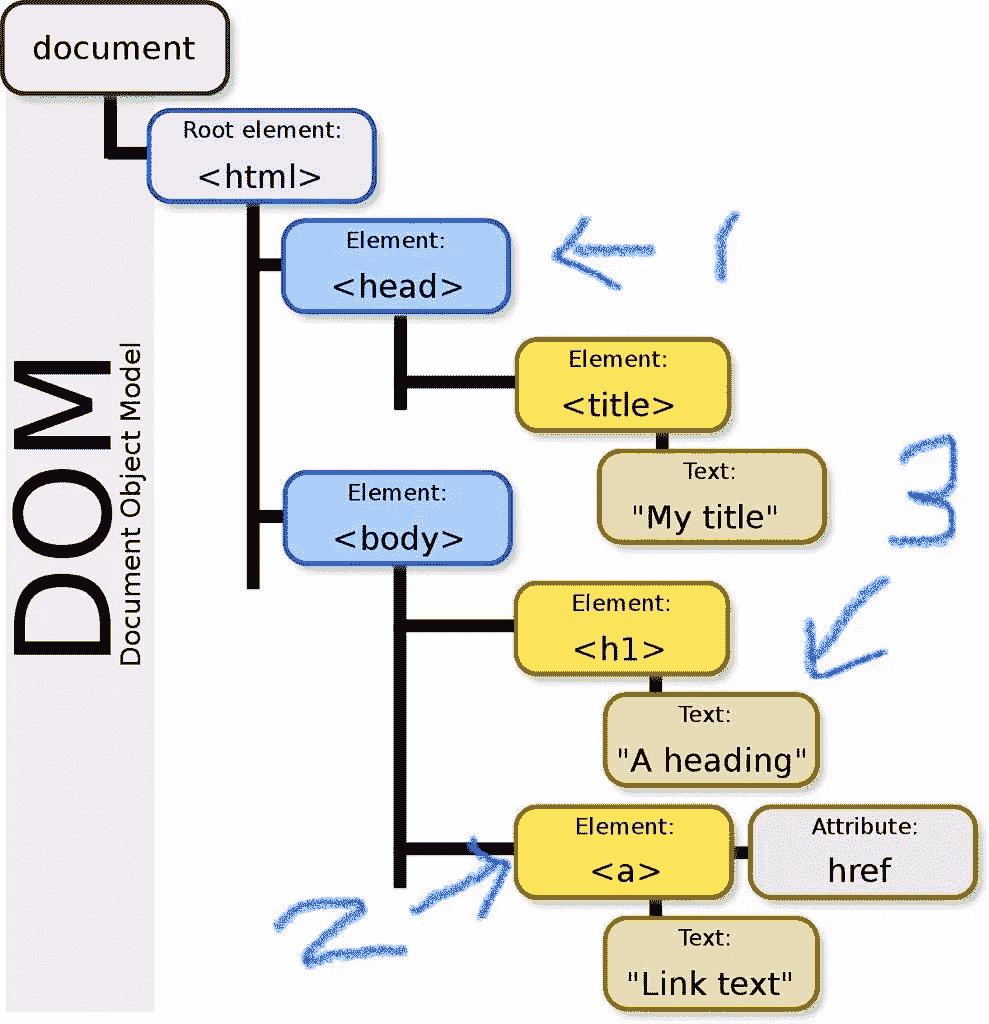 document
Root element:
<html>
Element:
<head>
1
Element:
<title>
Text:
"My title"
3
Element:
<body>
Element:
<h1>
Text:
"A heading"
Element:
<a>
Attribute:
href
2
Text:
"Link text"
DOM
Document Object Model